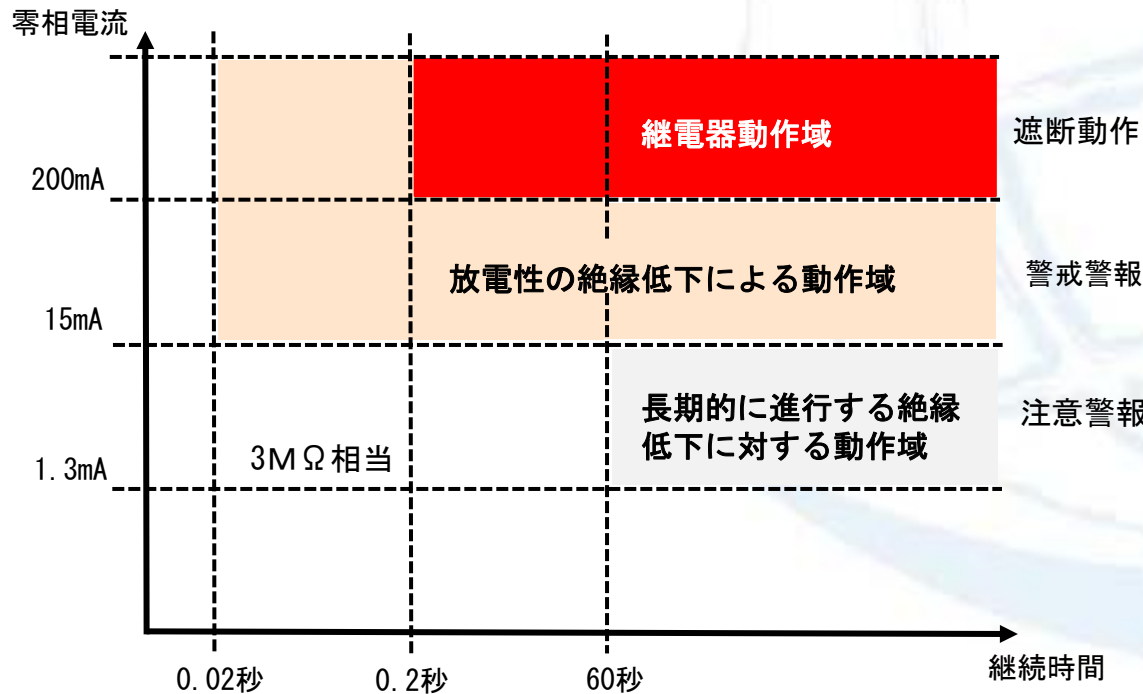 零相電流
継電器動作域
遮断動作
200mA
放電性の絶縁低下による動作域
警戒警報
15mA
長期的に進行する絶縁
低下に対する動作域
注意警報
3MΩ相当
1.3mA
0.02秒
0.2秒
60秒
継続時間